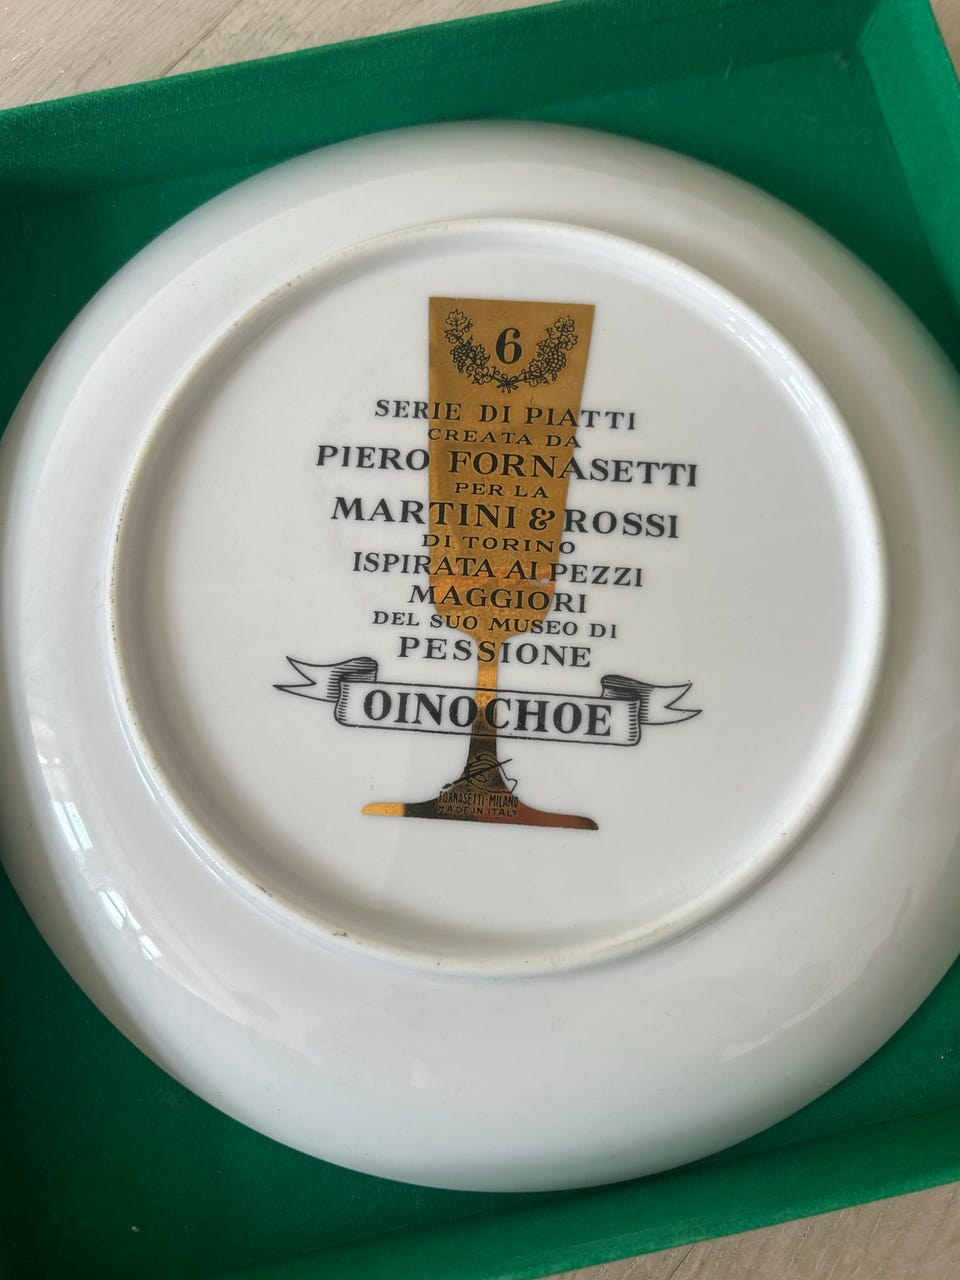 6
SERIE DI PIATTI
CREATA DA
PIERO FORNASETTI
PER LA
MARTINI & ROSSI
DI TORINO
ISPIRATA AI PEZZI
MAGGIORI
DEL SUO MUSEO DI
PESSIONE
OINOCHOE
FORNASETTI-MILANO
MADE IN ITALY